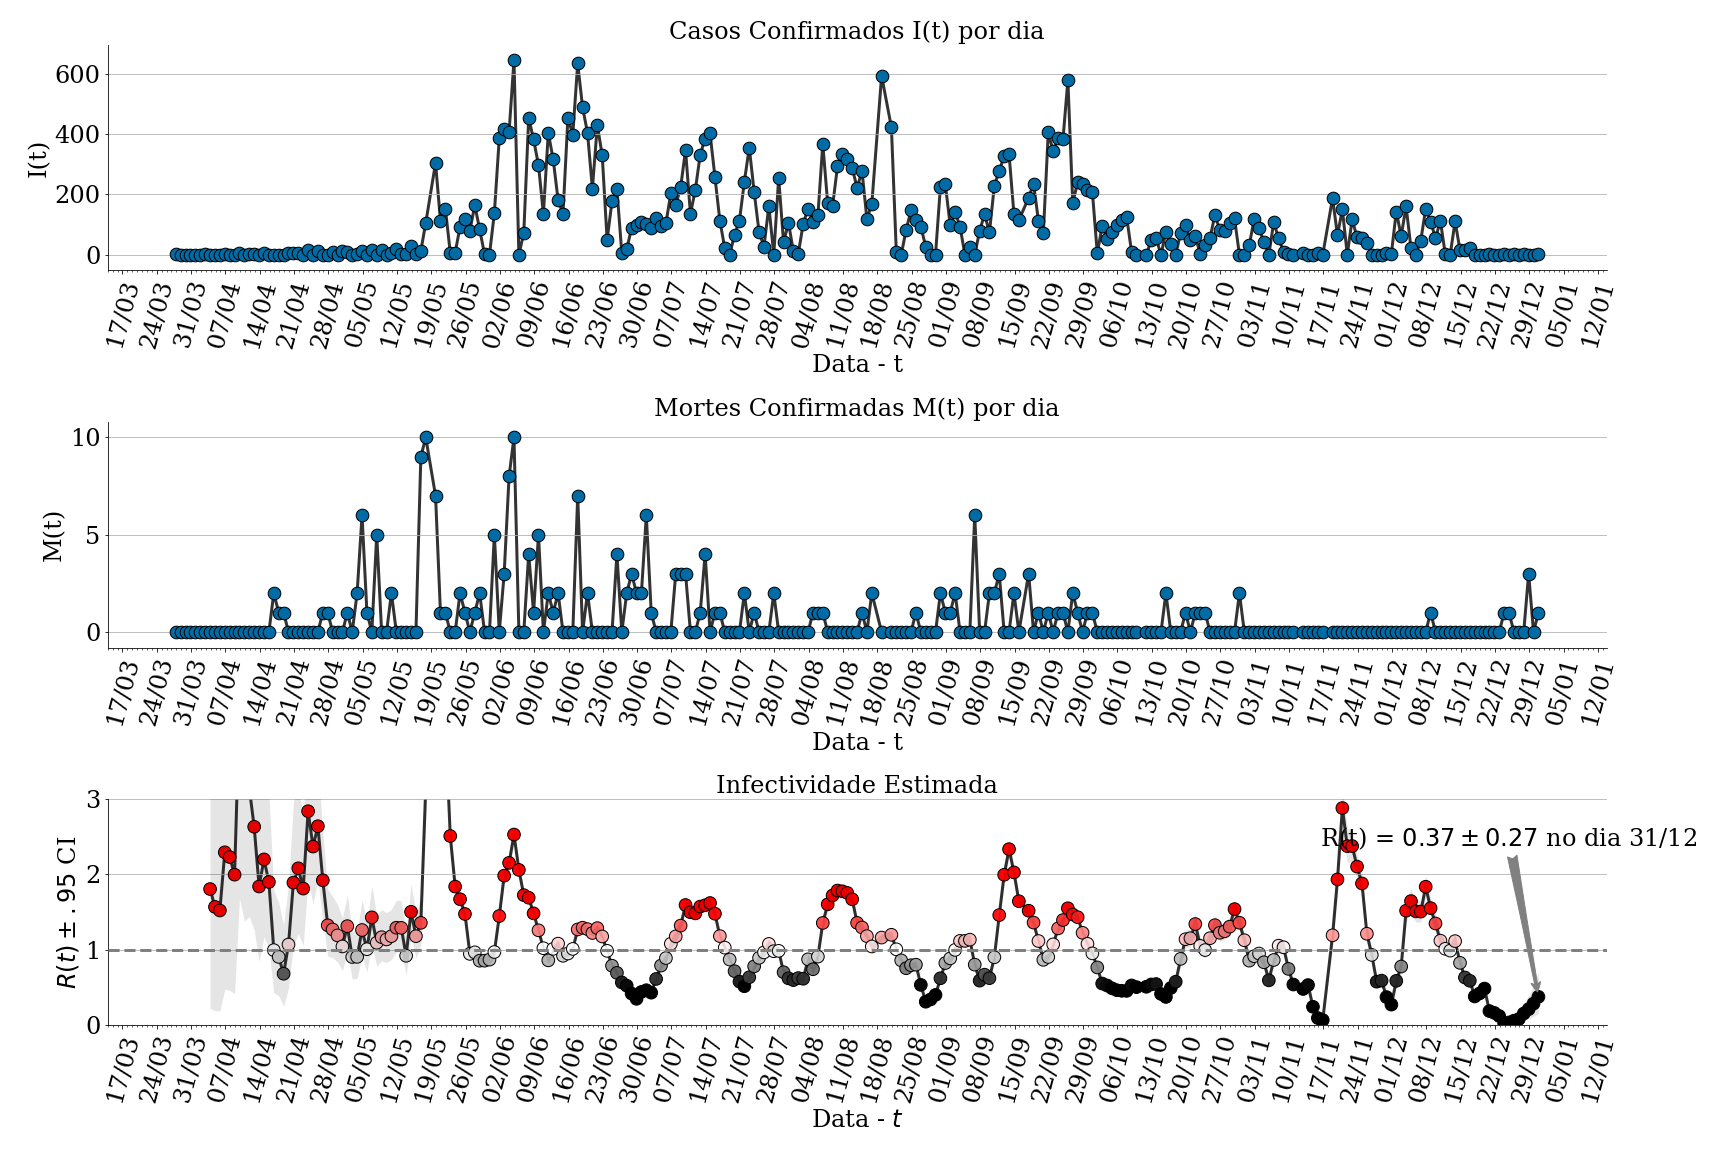 Casos Confirmados I(t) por dia
I(t)
600
400
200
0
17/03 24/03 31/03 07/04 14/04 21/04 28/04 05/05 12/05 19/05 26/05 02/06 09/06 16/06 23/06 30/06 07/07 14/07 21/07 28/07 04/08 11/08 18/08 25/08 01/09 08/09 15/09 22/09 29/09 06/10 13/10 20/10 27/10 03/11 10/11 17/11 24/11 01/12 08/12 15/12 22/12 29/12 05/01 12/01
Data - t
Mortes Confirmadas M(t) por dia
M(t)
10
5
0
17/03 24/03 31/03 07/04 14/04 21/04 28/04 05/05 12/05 19/05 26/05 02/06 09/06 16/06 23/06 30/06 07/07 14/07 21/07 28/07 04/08 11/08 18/08 25/08 01/09 08/09 15/09 22/09 29/09 06/10 13/10 20/10 27/10 03/11 10/11 17/11 24/11 01/12 08/12 15/12 22/12 29/12 05/01 12/01
Data - t
Infectividade Estimada
R(t) ± .95 CI
3
2
1
0
R(t) = 0.37 ± 0.27 no dia 31/12
17/03 24/03 31/03 07/04 14/04 21/04 28/04 05/05 12/05 19/05 26/05 02/06 09/06 16/06 23/06 30/06 07/07 14/07 21/07 28/07 04/08 11/08 18/08 25/08 01/09 08/09 15/09 22/09 29/09 06/10 13/10 20/10 27/10 03/11 10/11 17/11 24/11 01/12 08/12 15/12 22/12 29/12 05/01 12/01
Data - t